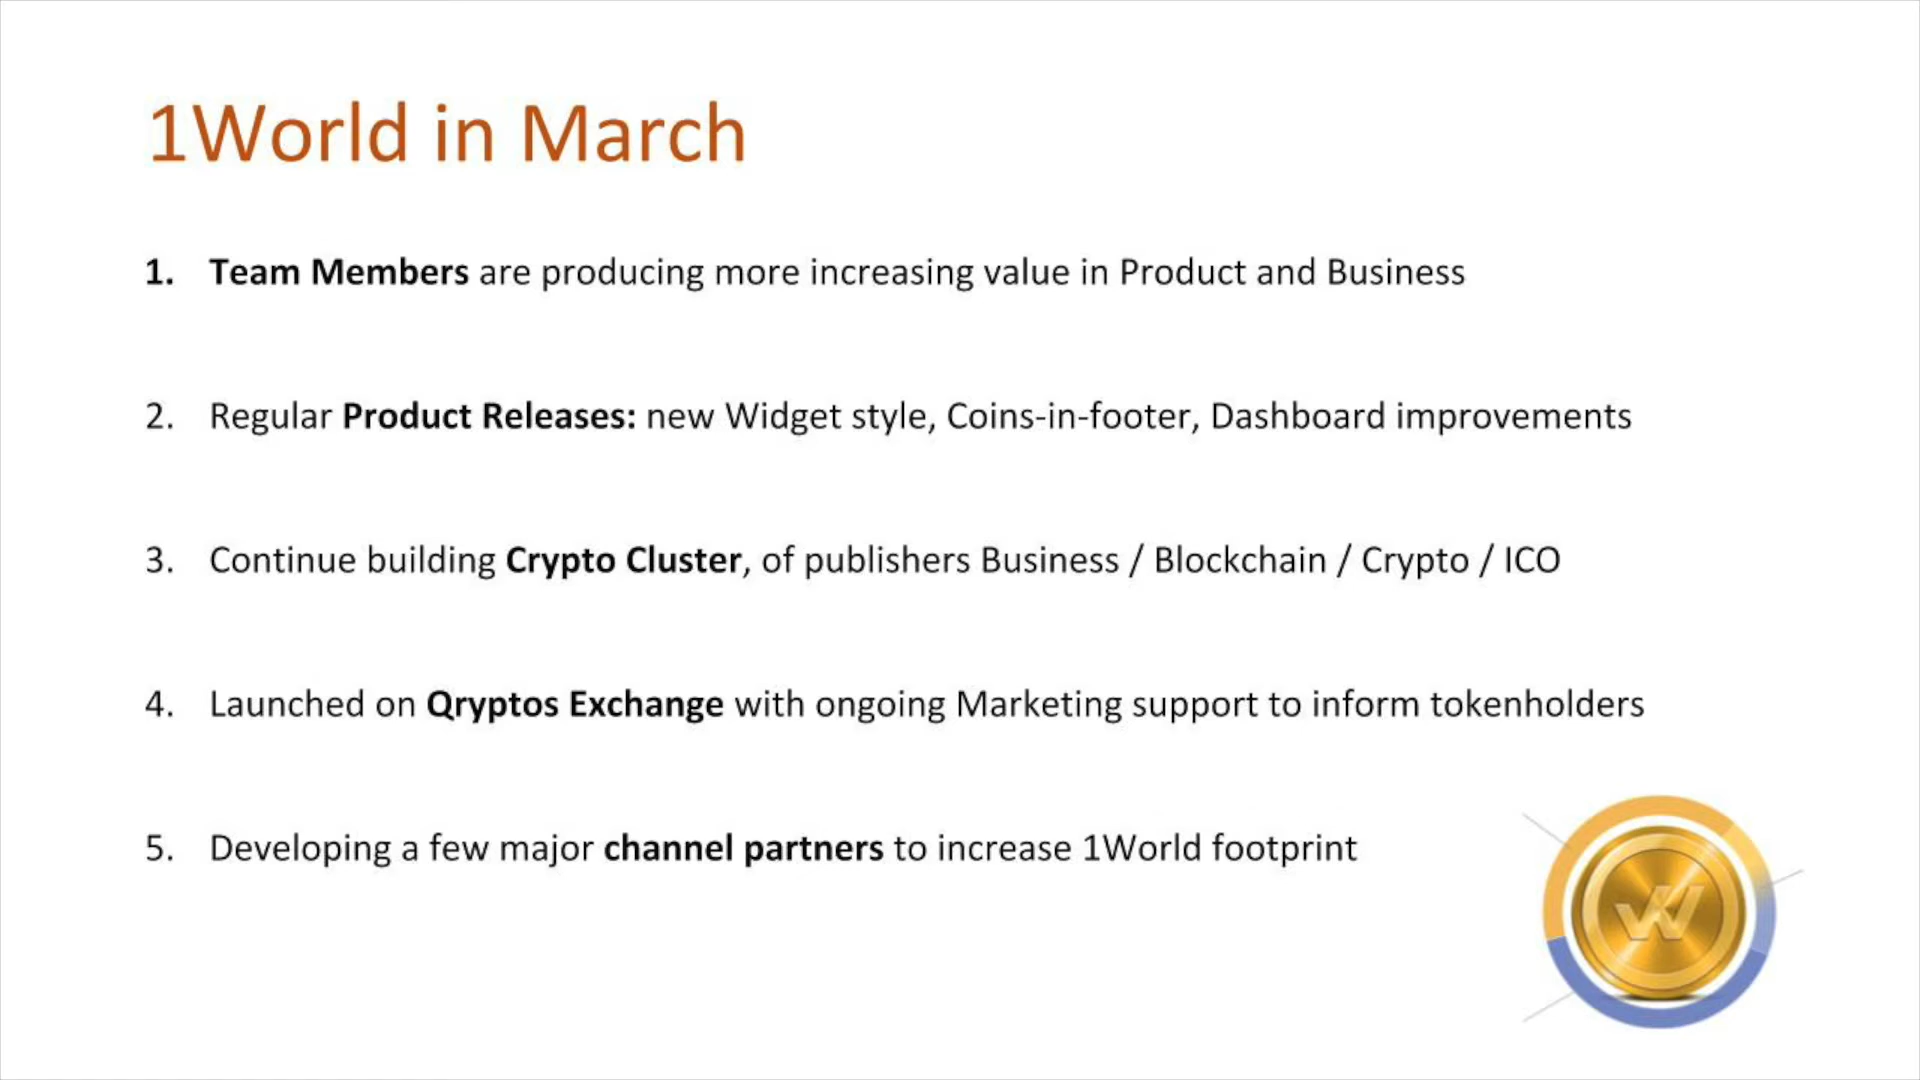 1World in March
1. Team Members are producing more increasing value in Product and Business
2. Regular Product Releases: new Widget style, Coins-in-footer, Dashboard improvements
3. Continue building Crypto Cluster, of publishers Business / Blockchain / Crypto / ICO
4. Launched on Qryptos Exchange with ongoing Marketing support to inform tokenholders
5. Developing a few major channel partners to increase 1World footprint